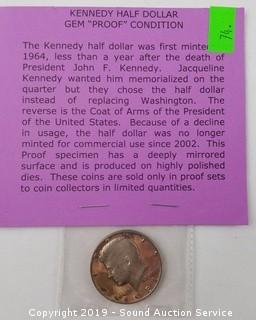 KENNEDY HALF DOLLAR
GEM "PROOF" CONDITION
74.
The Kennedy half dollar was first minte
1964, less than a year after the death of
President John F. Kennedy. Jacqueline
Kennedy wanted him memorialized on the
quarter but they chose the half dollar
instead of replacing Washington. The
reverse is the Coat of Arms of the President
of the United States. Because of a decline
in usage, the half dollar was no longer
minted for commercial use since 2002. This
Proof specimen has a deeply mirrored
surface and is produced on highly polished
dies. These coins are sold only in proof sets
to coin collectors in limited quantities.
Copyright 2019 - Sound Auction Service